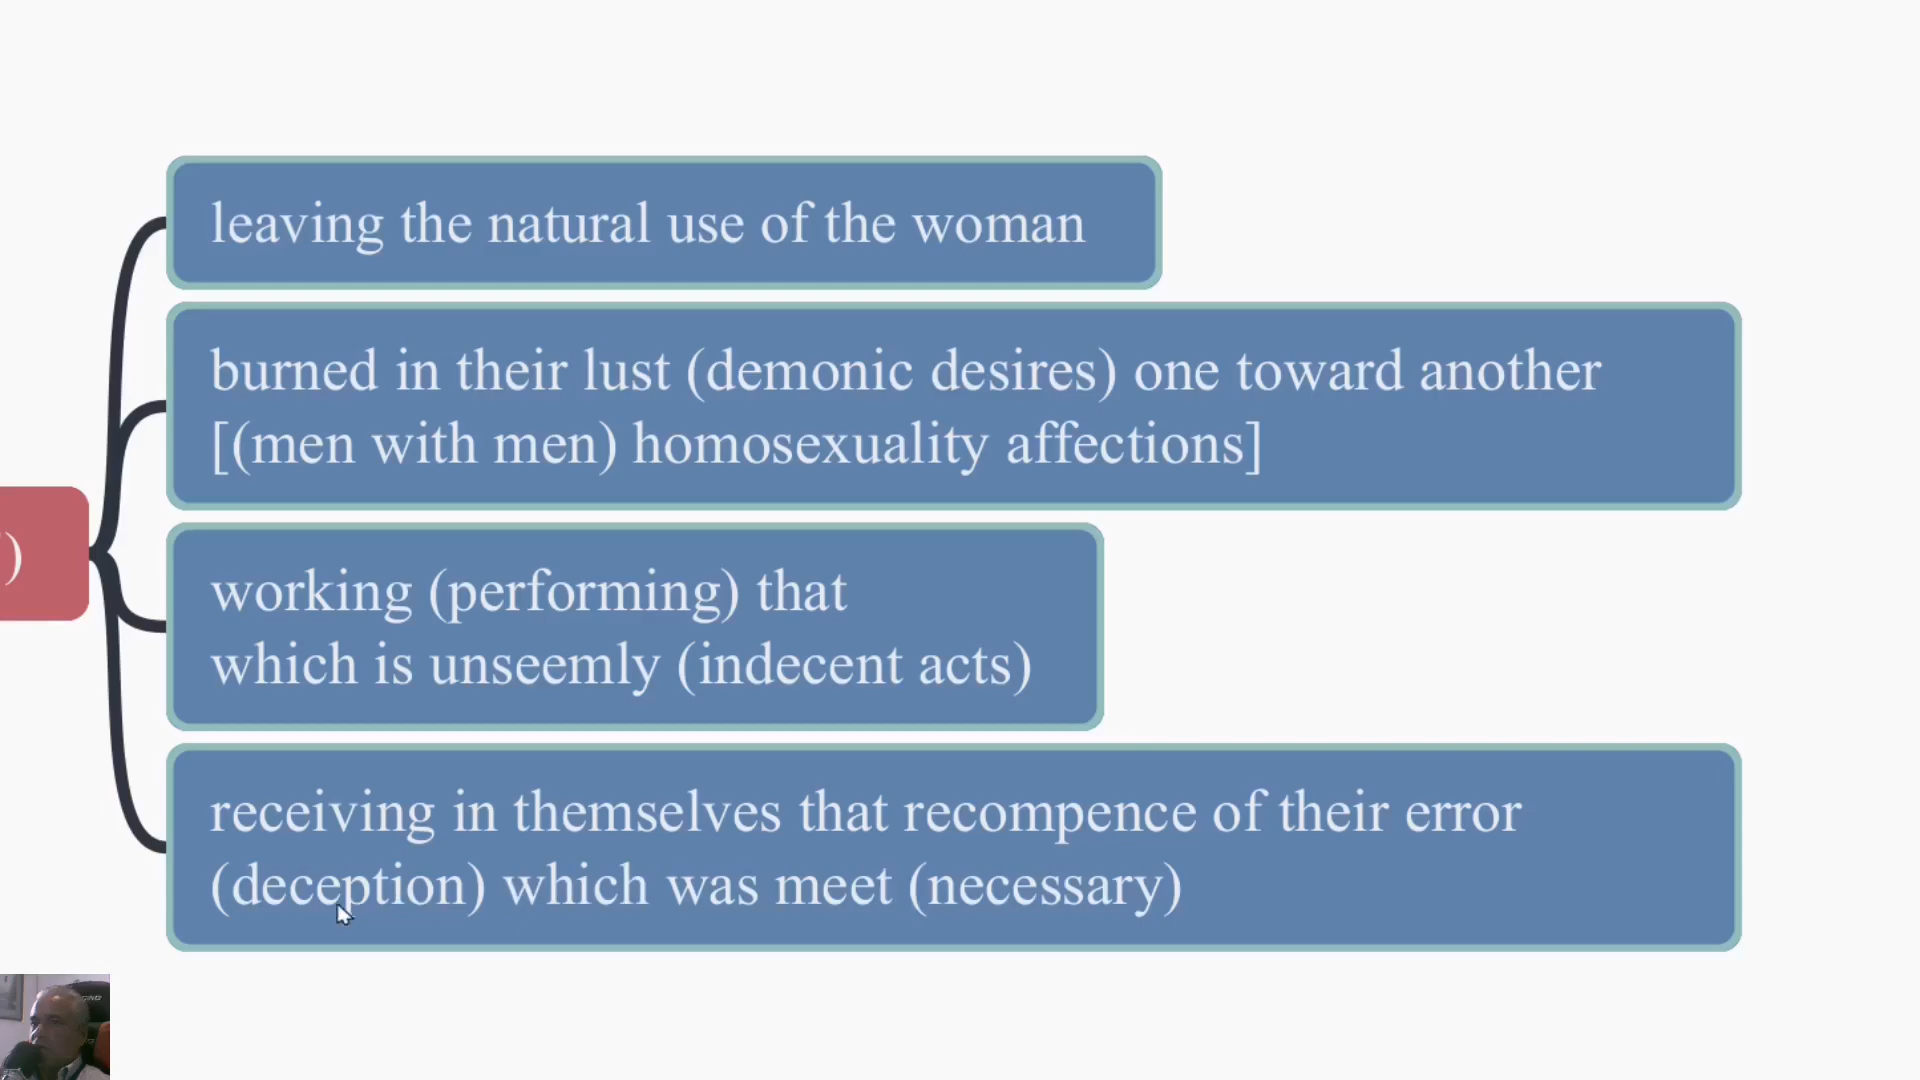 leaving the natural use of the woman
burned in their lust (demonic desires) one toward another
[(men with men) homosexuality affections]
)
working (performing) that
which is unseemly (indecent acts)
receiving in themselves that recompence of their error
(deception) which was meet (necessary)